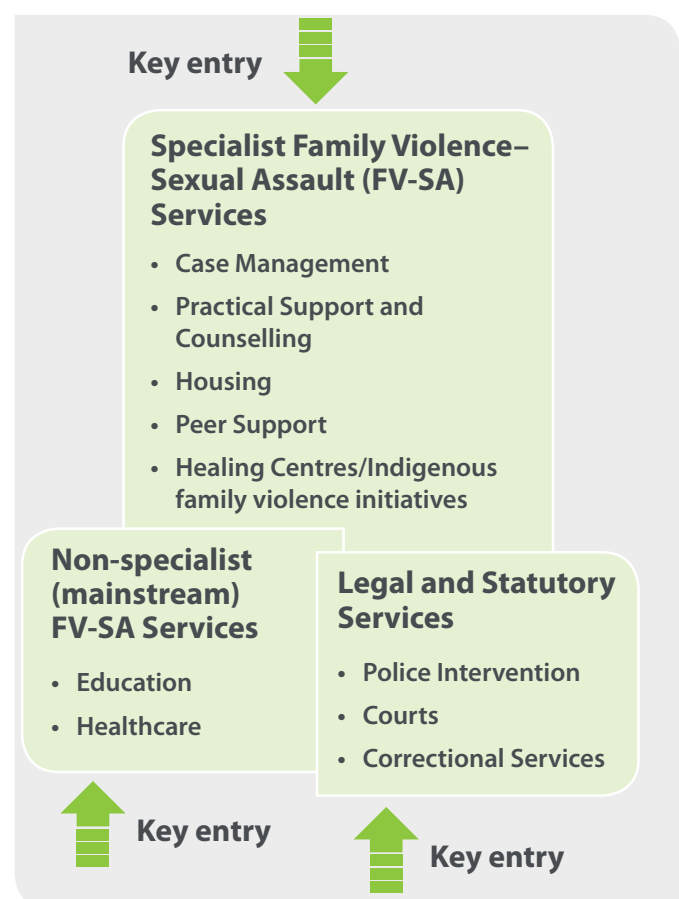 Key entry
Specialist Family Violence–
Sexual Assault (FV-SA)
Services
• Case Management
• Practical Support and
Counselling
• Housing
• Peer Support
• Healing Centres/Indigenous
family violence initiatives
Non-specialist
(mainstream)
FV-SA Services
• Education
• Healthcare
Legal and Statutory
Services
• Police Intervention
• Courts
• Correctional Services
Key entry
Key entry